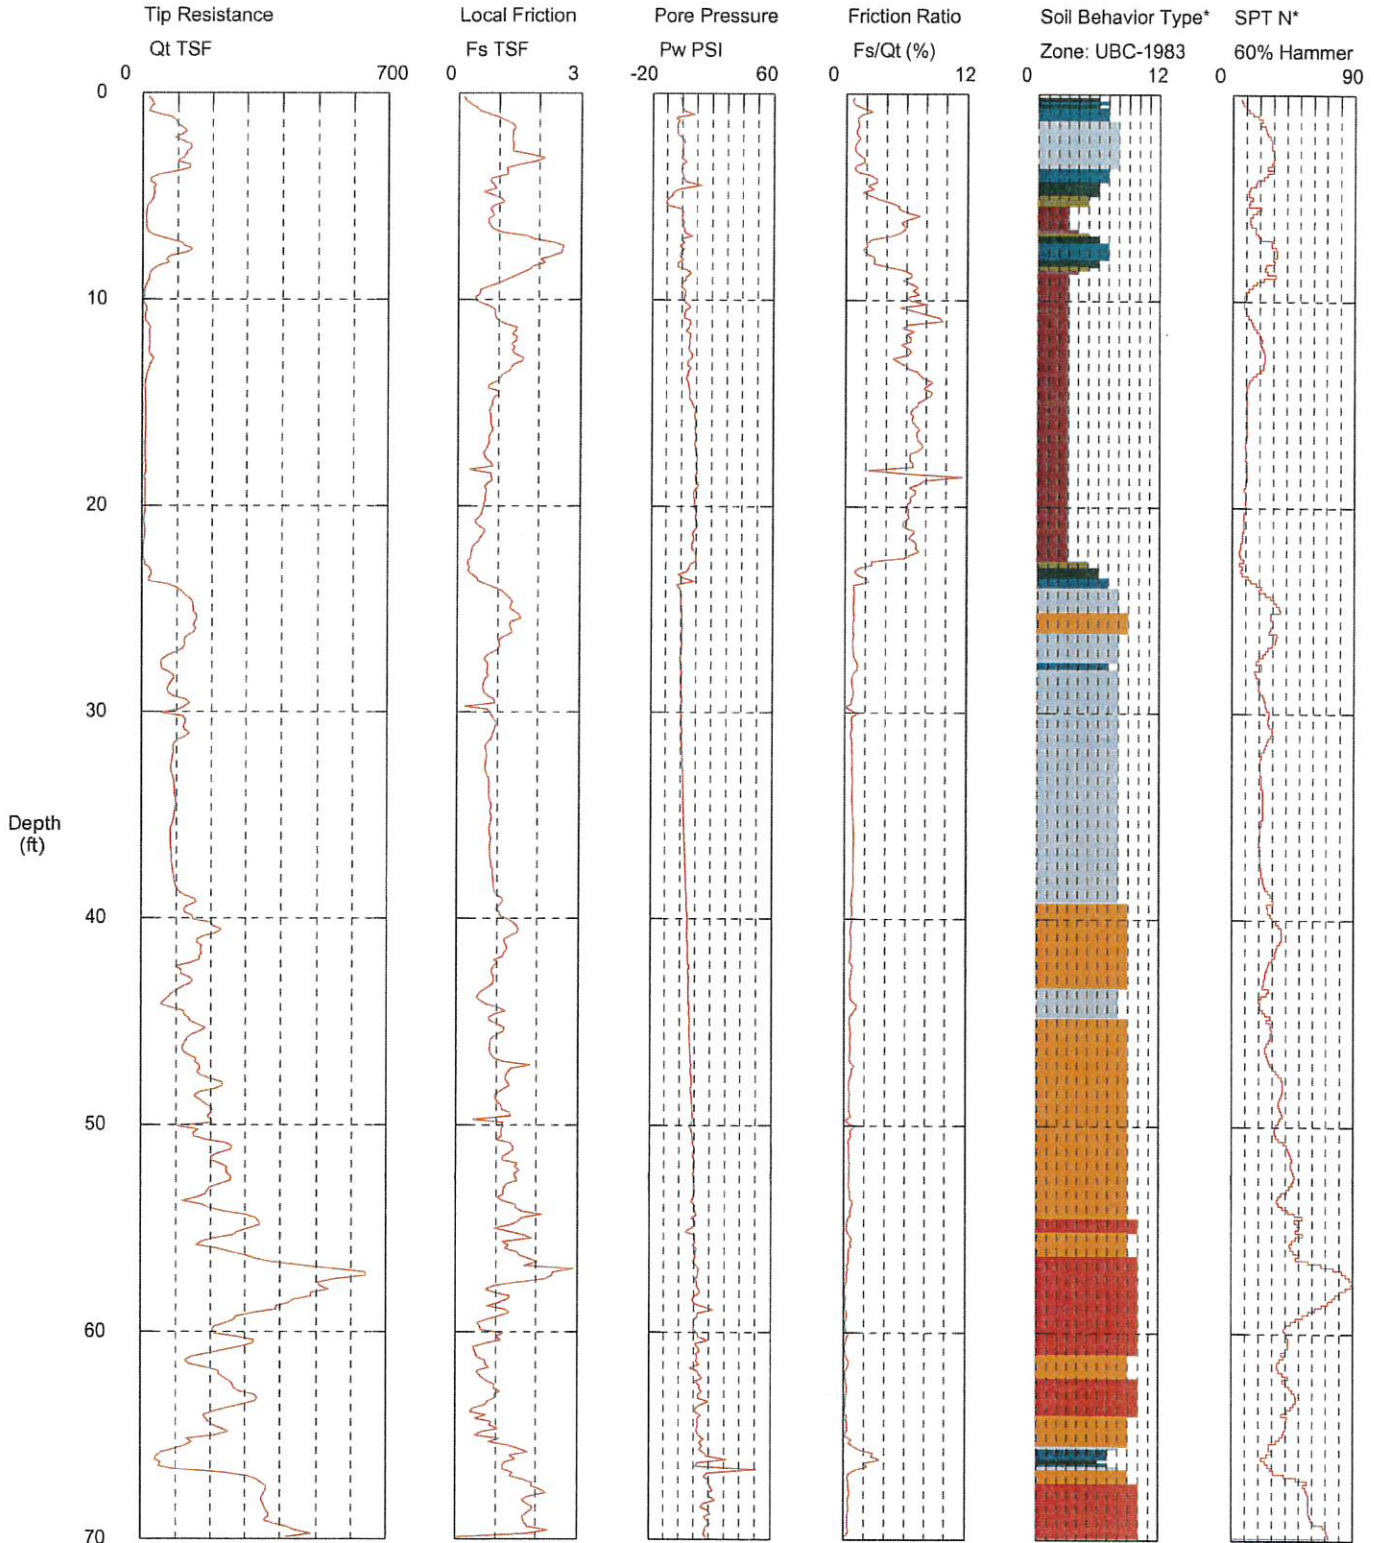 Tip Resistance Local Friction Pore Pressure Friction Ratio Soil Behavior Type* SPT N*
Qt TSF Fs TSF Pw PSI Fs/Qt (%) Zone: UBC-1983 60% Hammer
0 700 0 3 -20 60 0 12 0 12 0 90
0
10
20
30
Depth
(ft)
40
50
60
70